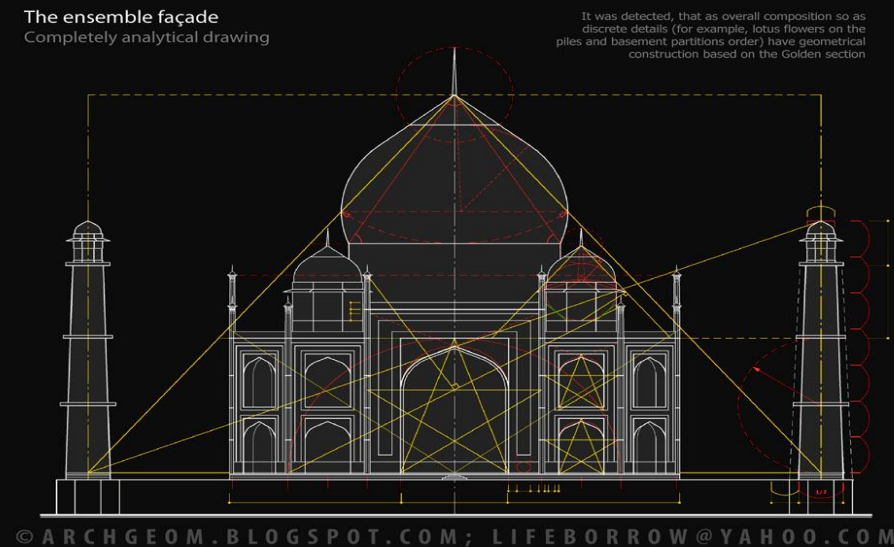 The ensemble façade
Completely analytical drawing
It was detected, that as overall composition so as
discrete details (for example, lotus flowers on the
piles and basement partitions order) have geometrical
construction based on the Golden section
© ARCHGEOM.BLOGSPOT.COM; LIFEBORROW@YAHOO.COM